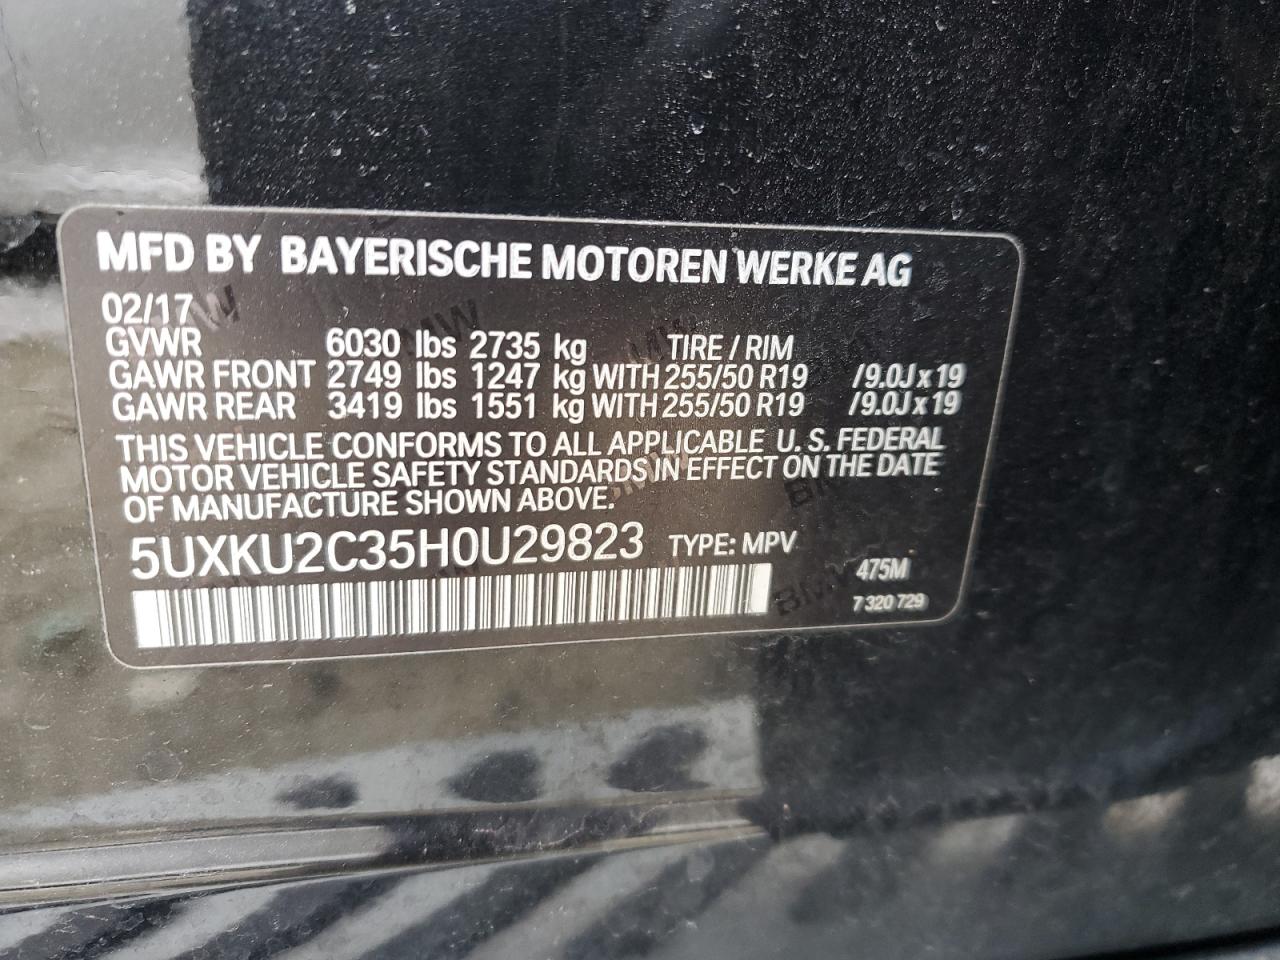 MFD BY BAYERISCHE MOTOREN WERKE AG
02/17
GVWR 6030 lbs 2735 kg TIRE / RIM
GAWR FRONT 2749 lbs 1247 kg WITH 255/50 R19 /9.0J x 19
GAWR REAR 3419 lbs 1551 kg WITH 255/50 R19 /9.0J x 19
THIS VEHICLE CONFORMS TO ALL APPLICABLE U. S. FEDERAL
MOTOR VEHICLE SAFETY STANDARDS IN EFFECT ON THE DATE
OF MANUFACTURE SHOWN ABOVE.
5UXKU2C35H0U29823 TYPE: MPV
475M
7 320 729